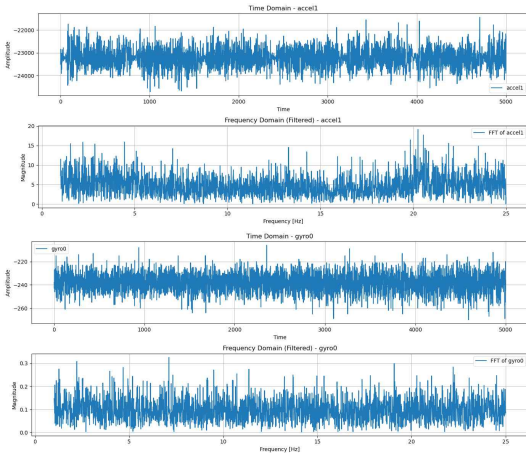 Time Domain - accel1
Amplitude
−22000
−23000
−24000
accel1
0 1000 2000 3000 4000 5000
Time
Frequency Domain (Filtered) - accel1
Magnitude
20
15
10
5
0
FFT of accel1
0 5 10 15 20 25
Frequency [Hz]
Time Domain - gyro0
gyro0
Amplitude
−220
−240
−260
0 1000 2000 3000 4000 5000
Time
Frequency Domain (Filtered) - gyro0
Magnitude
0.3
0.2
0.1
0.0
FFT of gyro0
0 5 10 15 20 25
Frequency [Hz]